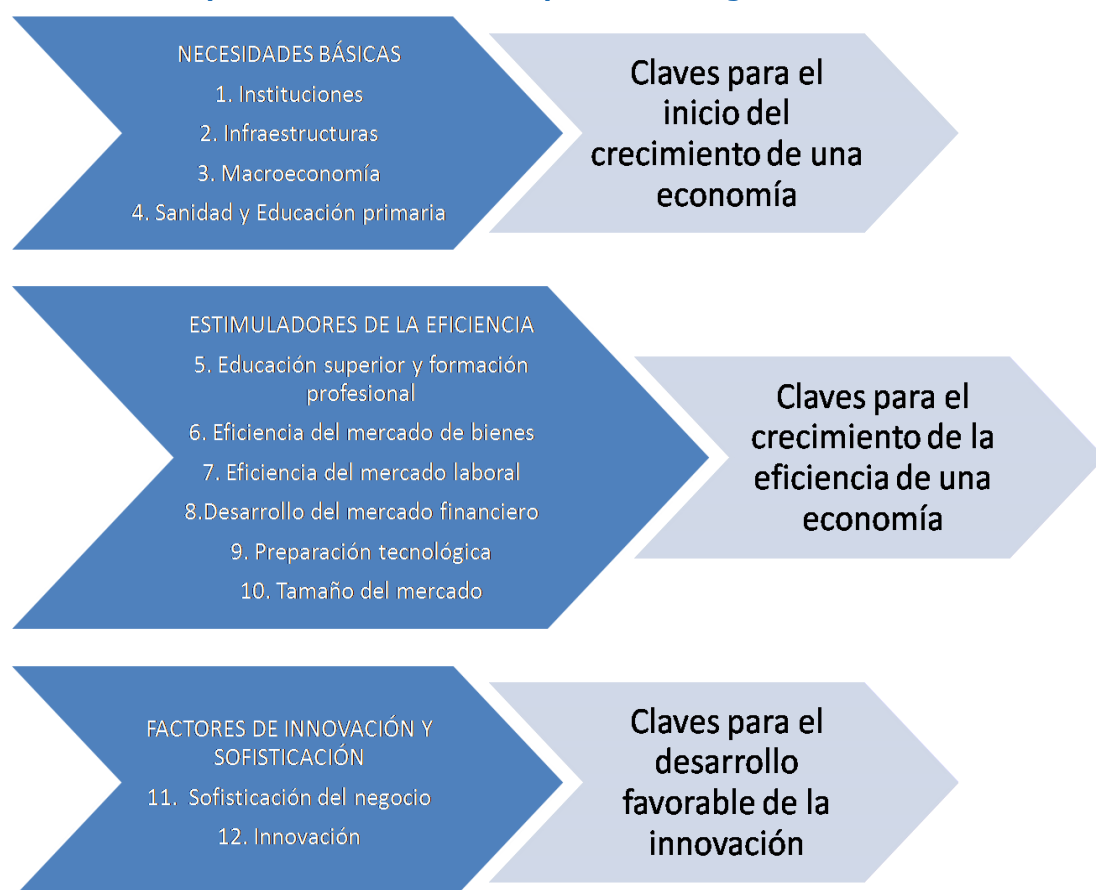 NECESIDADES BÁSICAS
1. Instituciones
2. Infraestructuras
3. Macroeconomía
4. Sanidad y Educación primaria
Claves para el
inicio del
crecimiento de una
economía
ESTIMULADORES DE LA EFICIENCIA
5. Educación superior y formación
profesional
6. Eficiencia del mercado de bienes
7. Eficiencia del mercado laboral
8.Desarrollo del mercado financiero
9. Preparación tecnológica
10. Tamaño del mercado
Claves para el
crecimiento de la
eficiencia de una
economía
FACTORES DE INNOVACIÓN Y
SOFISTICACIÓN
11. Sofisticación del negocio
12. Innovación
Claves para el
desarrollo
favorable de la
innovación